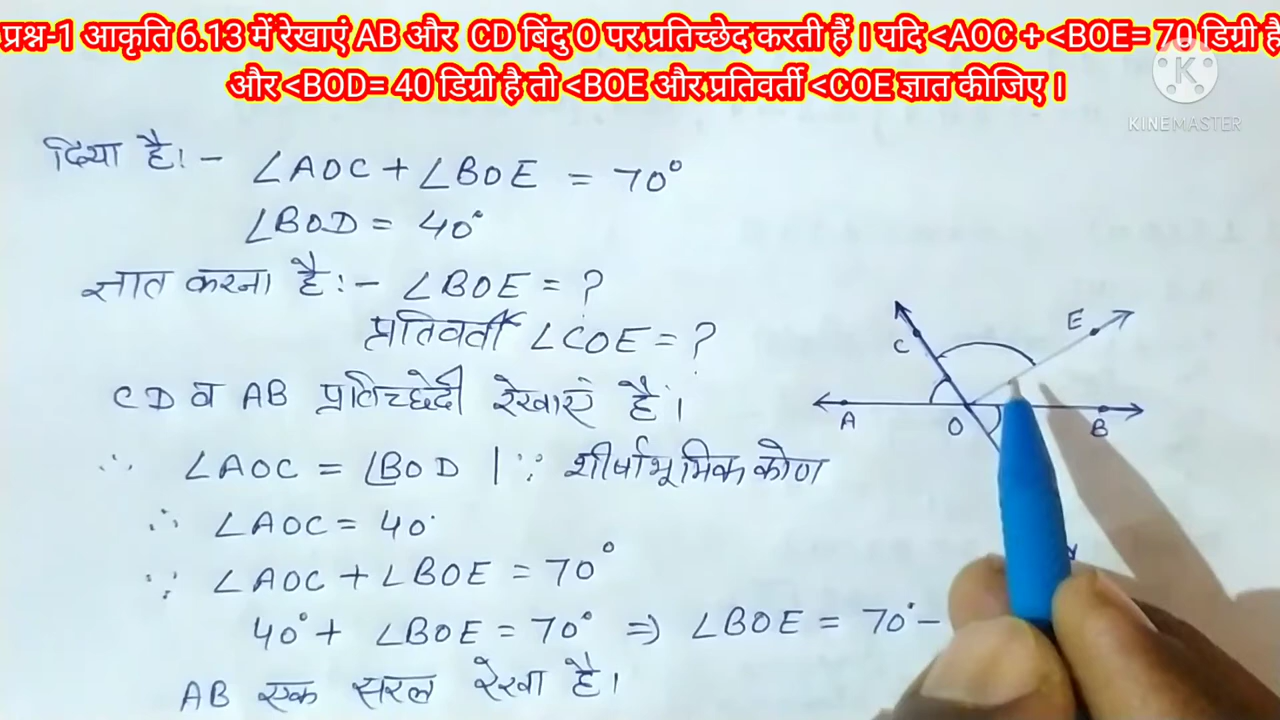 प्रश्न-1 आकृति 6.13 में रेखाएं AB और CD बिंदु O पर प्रतिच्छेद करती हैं । यदि <AOC + <BOE= 70 डिग्री है
और <BOD= 40 डिग्री है तो <BOE और प्रतिवर्ती <COE ज्ञात कीजिए ।
K
KINEMASTER
दिया है:- ∠AOC + ∠BOE = 70°
∠BOD = 40°
ज्ञात करना है:- ∠BOE = ?
प्रतिवर्ती ∠COE = ?
CD व AB प्रतिच्छेदी रेखाएं है।
∴ ∠AOC = ∠BOD | ∵ शीर्षाभूमिक कोण
∴ ∠AOC = 40°
∵ ∠AOC + ∠BOE = 70°
40° + ∠BOE = 70° => ∠BOE = 70° -
AB एक सरल रेखा है।
C
E
A
O
B